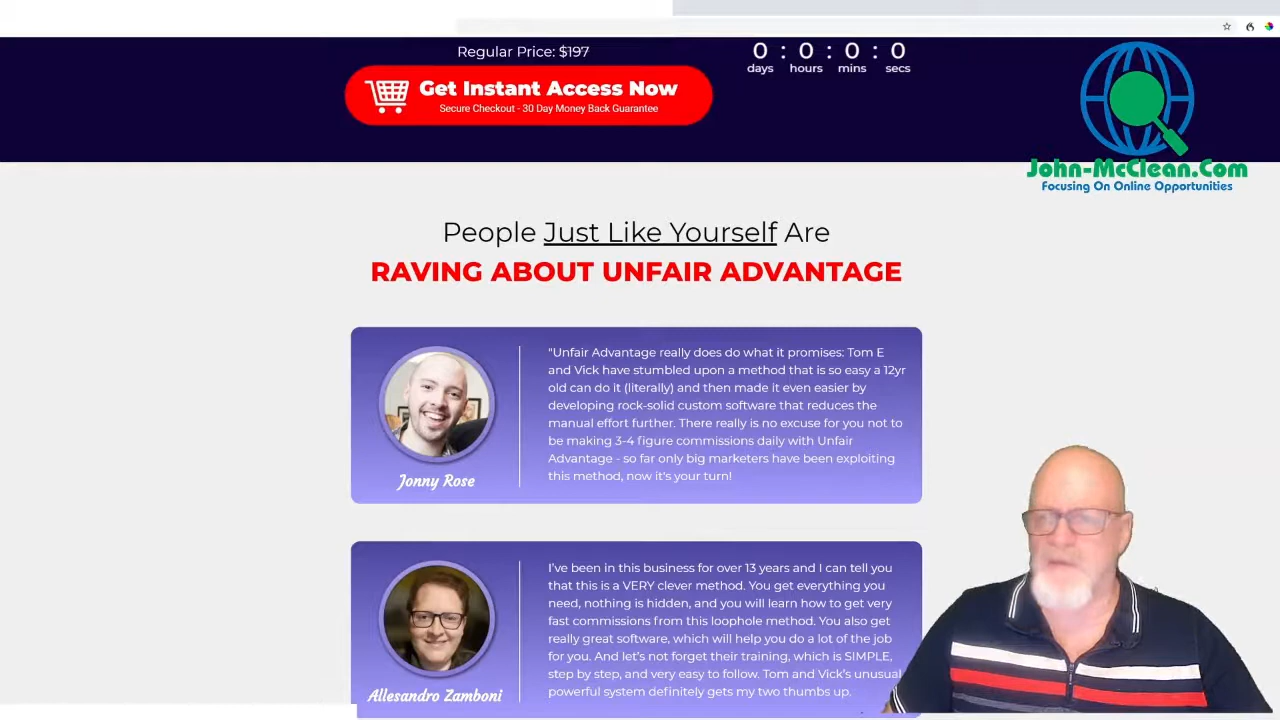 Regular Price: $197
0 : 0 : 0 : 0
days hours mins secs
Get Instant Access Now
Secure Checkout - 30 Day Money Back Guarantee
John-McClean.Com
Focusing On Online Opportunities
People Just Like Yourself Are
RAVING ABOUT UNFAIR ADVANTAGE
"Unfair Advantage really does do what it promises: Tom E
and Vick have stumbled upon a method that is so easy a 12yr
old can do it (literally) and then made it even easier by
developing rock-solid custom software that reduces the
manual effort further. There really is no excuse for you not to
be making 3-4 figure commissions daily with Unfair
Advantage - so far only big marketers have been exploiting
this method, now it's your turn!
Jonny Rose
I've been in this business for over 13 years and I can tell you
that this is a VERY clever method. You get everything you
need, nothing is hidden, and you will learn how to get very
fast commissions from this loophole method. You also get
really great software, which will help you do a lot of the job
for you. And let's not forget their training, which is SIMPLE,
step by step, and very easy to follow. Tom and Vick's unusual
powerful system definitely gets my two thumbs up.
Allesandro Zamboni